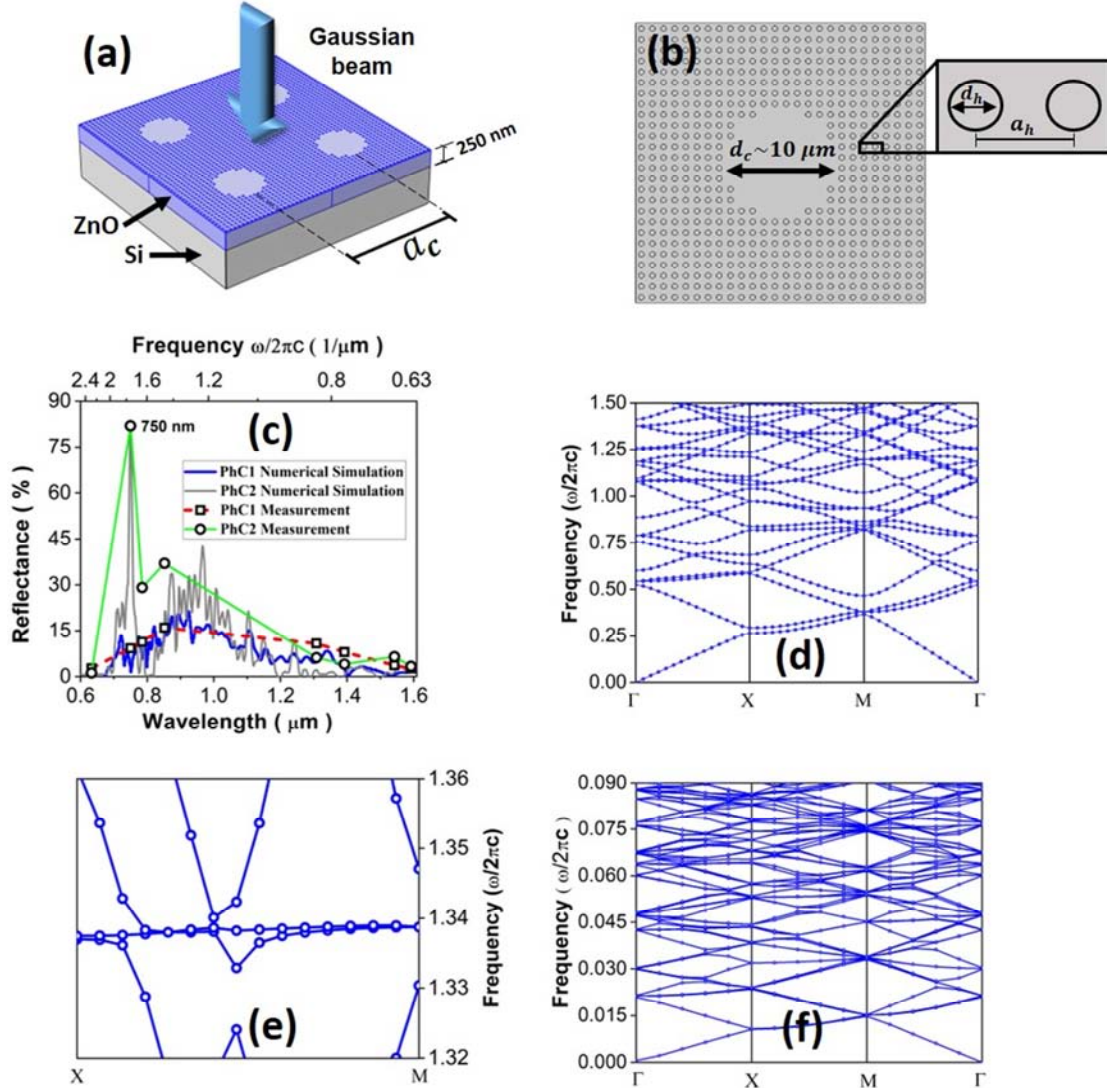 (a)
Gaussian
beam
250 nm
ZnO
Si
a_c
(b)
d_h
a_h
d_c~10 μm
Frequency ω/2πc ( 1/μm )
2.4 2 1.6 1.2 0.8 0.63
90
75
60
45
30
15
0
Reflectance ( % )
750 nm
(c)
PhC1 Numerical Simulation
PhC2 Numerical Simulation
PhC1 Measurement
PhC2 Measurement
0.6 0.8 1.0 1.2 1.4 1.6
Wavelength ( μm )
1.50
1.25
1.00
0.75
0.50
0.25
0.00
Frequency (ω/2πc)
(d)
Γ X M Γ
1.36
1.35
1.34
1.33
1.32
Frequency (ω/2πc)
(e)
X M
0.090
0.075
0.060
0.045
0.030
0.015
0.000
Frequency ( ω/2πc )
(f)
Γ X M Γ